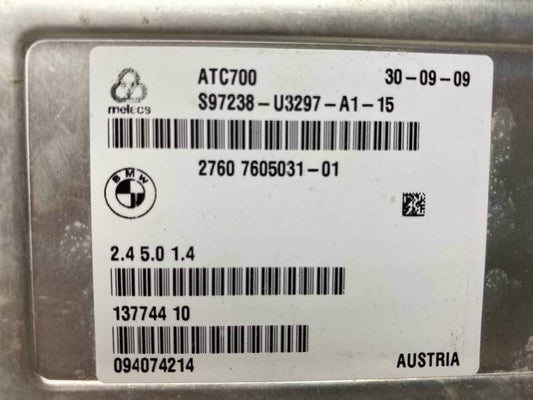 ATC700 30-09-09
melecs S97238-U3297-A1-15
BMW 2760 7605031-01
2.4 5.0 1.4
137744 10
094074214 AUSTRIA